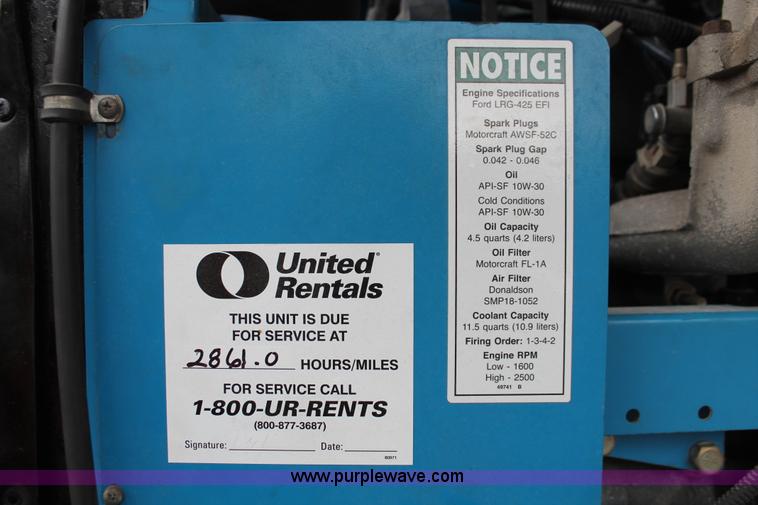 NOTICE
Engine Specifications
Ford LRG-425 EFI
Spark Plugs
Motorcraft AWSF-52C
Spark Plug Gap
0.042 - 0.046
Oil
API-SF 10W-30
Cold Conditions
API-SF 10W-30
Oil Capacity
4.5 quarts (4.2 liters)
Oil Filter
Motorcraft FL-1A
Air Filter
Donaldson
SMP18-1052
Coolant Capacity
11.5 quarts (10.9 liters)
Firing Order: 1-3-4-2
Engine RPM
Low - 1600
High - 2500
49741 B
United
Rentals
THIS UNIT IS DUE
FOR SERVICE AT
2861.0 HOURS/MILES
FOR SERVICE CALL
1-800-UR-RENTS
(800-877-3687)
Signature: Date:
www.purplewave.com